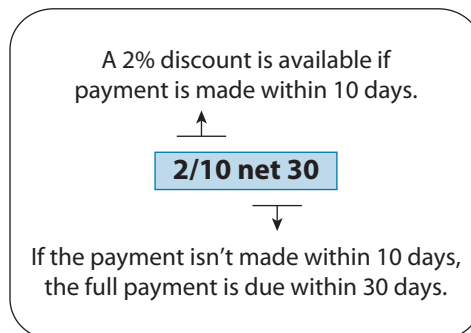 A 2% discount is available if
payment is made within 10 days.
2/10 net 30
If the payment isn't made within 10 days,
the full payment is due within 30 days.